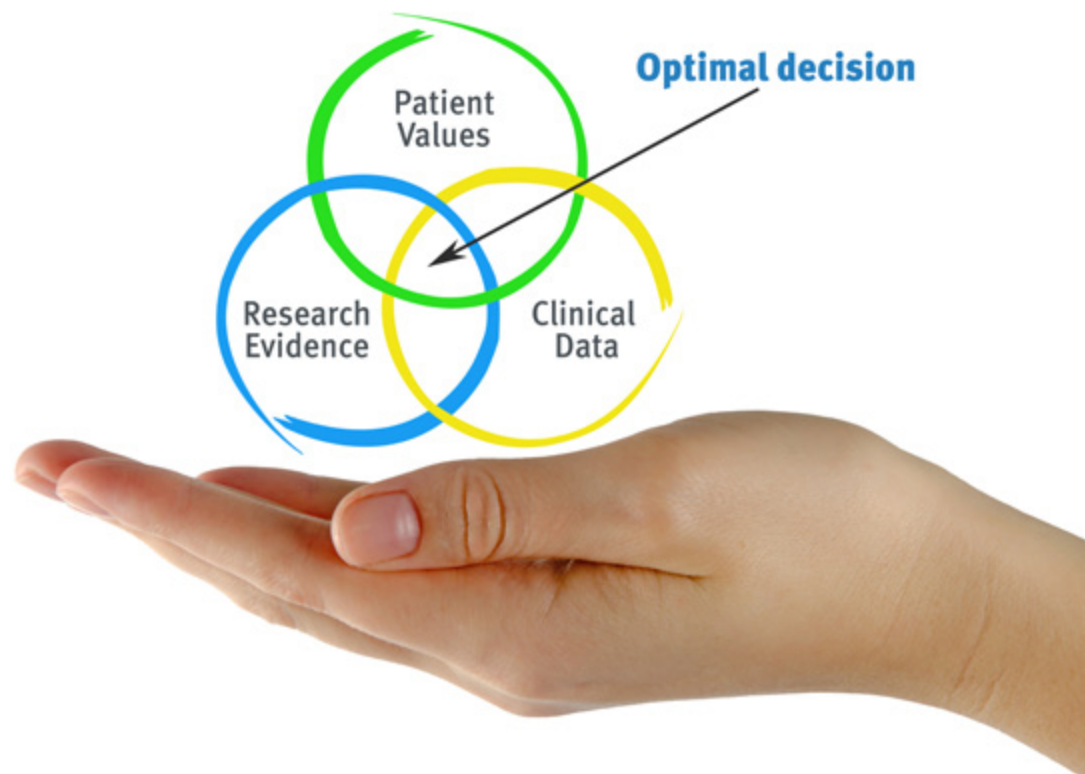 Optimal decision
Patient
Values
Research
Evidence
Clinical
Data